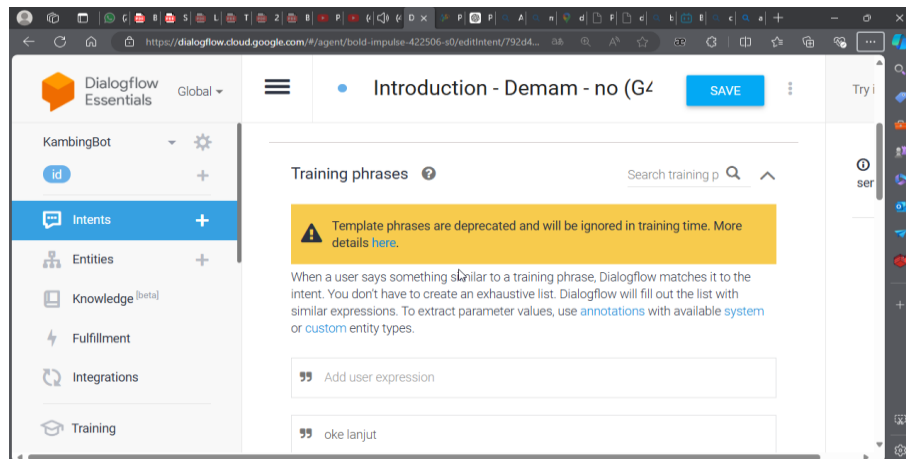 https://dialogflow.cloud.google.com/#/agent/bold-impulse-422506-s0/editIntent/792d4...
Dialogflow
Essentials
Global
Introduction - Demam - no (G4
SAVE
Try i
KambingBot
id
Intents
Entities
Knowledge [beta]
Fulfillment
Integrations
Training
Training phrases
Search training p
Template phrases are deprecated and will be ignored in training time. More
details here.
When a user says something similar to a training phrase, Dialogflow matches it to the
intent. You don't have to create an exhaustive list. Dialogflow will fill out the list with
similar expressions. To extract parameter values, use annotations with available system
or custom entity types.
Add user expression
oke lanjut
ser